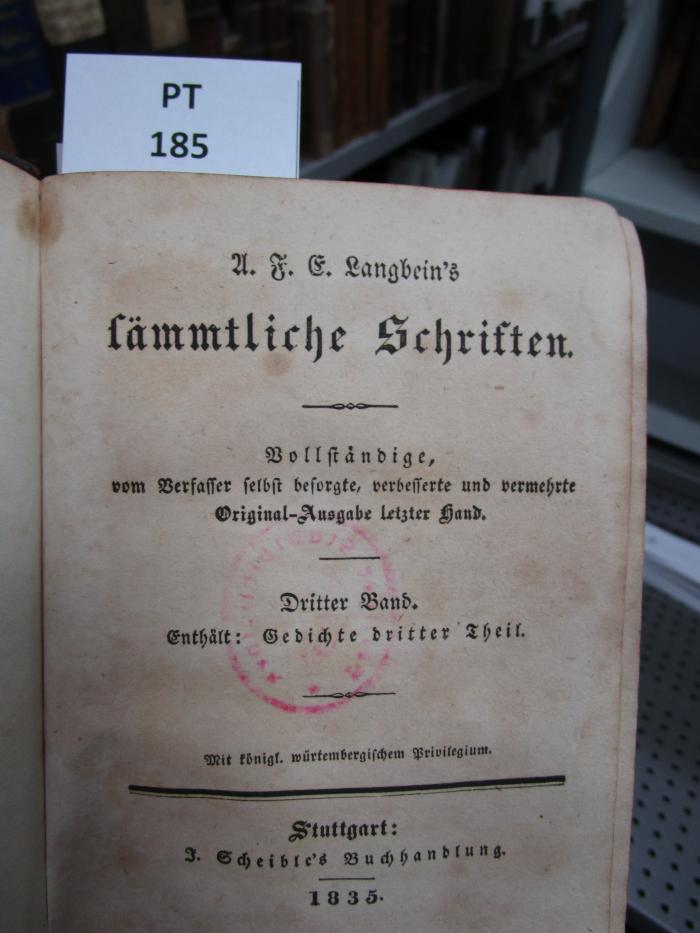 PT
185
A. F. E. Langbein's
sämmtliche Schriften.
Vollständige,
vom Verfasser selbst besorgte, verbesserte und vermehrte
Original-Ausgabe letzter Hand.
Dritter Band.
Enthält: Gedichte dritter Theil.
Mit königl. würtembergischem Privilegium.
Stuttgart:
J. Scheible's Buchhandlung.
1835.